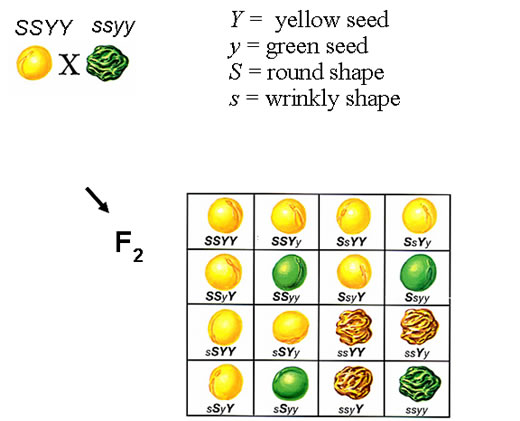 SSYY ssyy
X
Y = yellow seed
y = green seed
S = round shape
s = wrinkly shape
F2
SSYY SSYy SsYY SsYy
SSyY SSyy SsyY Ssyy
sSYY sSYy ssYY ssYy
sSyY sSyy ssyY ssyy